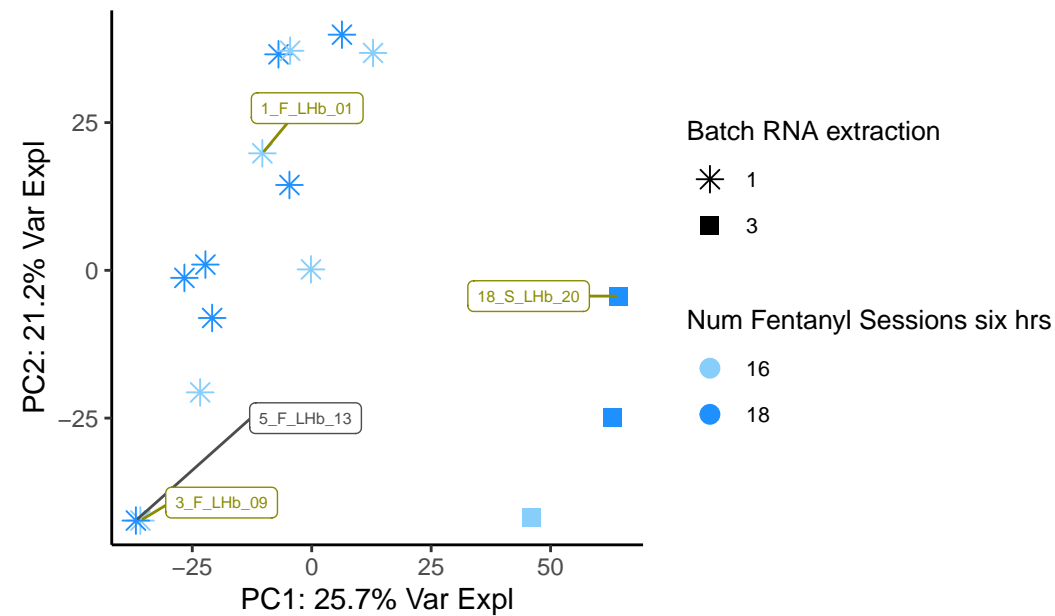 25
0
−25
PC2: 21.2% Var Expl
1_F_LHb_01
18_S_LHb_20
5_F_LHb_13
3_F_LHb_09
−25
0
25
50
PC1: 25.7% Var Expl
Batch RNA extraction
1
3
Num Fentanyl Sessions six hrs
16
18